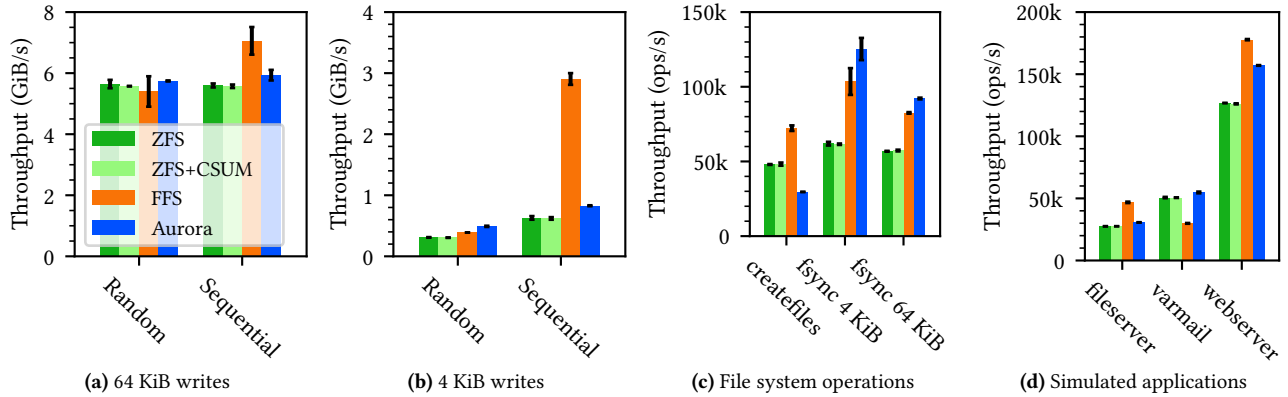 Throughput (GiB/s)
8
6
4
2
0
ZFS
ZFS+CSUM
FFS
Aurora
Random
Sequential
(a) 64 KiB writes
Throughput (GiB/s)
4
3
2
1
0
Random
Sequential
(b) 4 KiB writes
Throughput (ops/s)
150k
100k
50k
0
createfiles
fsync 4 KiB
fsync 64 KiB
(c) File system operations
Throughput (ops/s)
200k
150k
100k
50k
0
fileserver
varmail
webserver
(d) Simulated applications